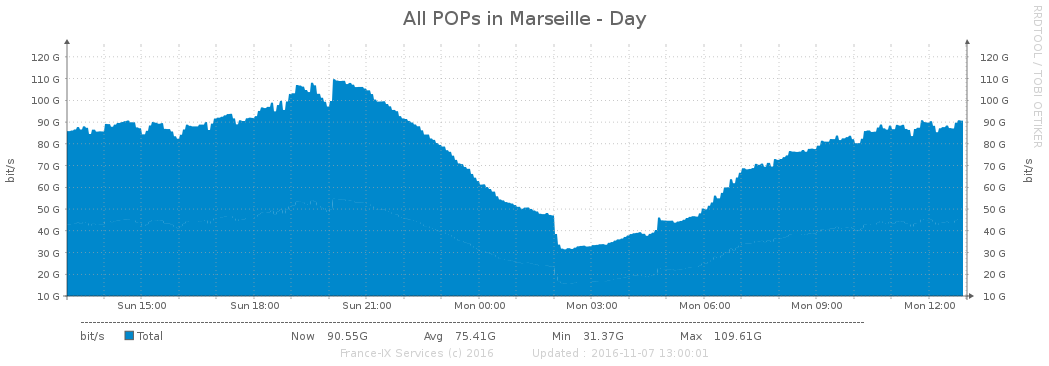 All POPs in Marseille - Day
RRDTOOL / TOBI OETIKER
bit/s
120 G 120 G
110 G 110 G
100 G 100 G
90 G 90 G
80 G 80 G
70 G 70 G
60 G 60 G
50 G 50 G
40 G 40 G
30 G 30 G
20 G 20 G
10 G 10 G
bit/s
Sun 15:00 Sun 18:00 Sun 21:00 Mon 00:00 Mon 03:00 Mon 06:00 Mon 09:00 Mon 12:00
bit/s Total Now 90.55G Avg 75.41G Min 31.37G Max 109.61G
France-IX Services (c) 2016 Updated : 2016-11-07 13:00:01